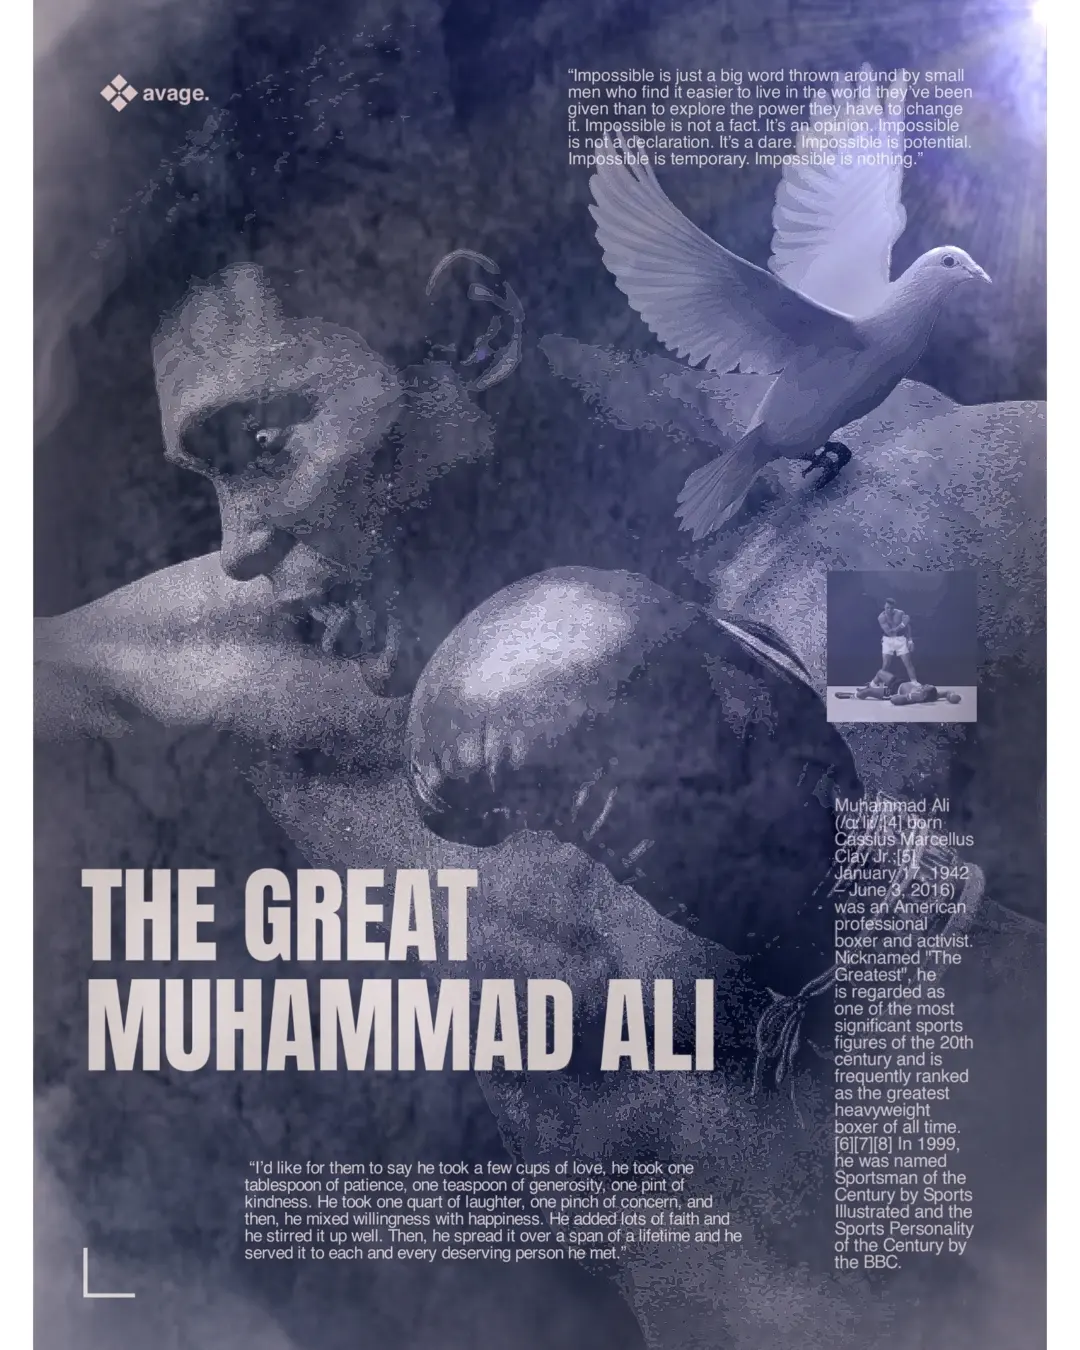 avage.
“Impossible is just a big word thrown around by small
men who find it easier to live in the world they've been
given than to explore the power they have to change
it. Impossible is not a fact. It's an opinion. Impossible
is not a declaration. It's a dare. Impossible is potential.
Impossible is temporary. Impossible is nothing.”
Muhammad Ali
(/ɑːˈliː/;[4] born
Cassius Marcellus
Clay Jr.;[5]
January 17, 1942
– June 3, 2016)
was an American
professional
boxer and activist.
Nicknamed "The
Greatest", he
is regarded as
one of the most
significant sports
figures of the 20th
century and is
frequently ranked
as the greatest
heavyweight
boxer of all time.
[6][7][8] In 1999,
he was named
Sportsman of the
Century by Sports
Illustrated and the
Sports Personality
of the Century by
the BBC.
THE GREAT
MUHAMMAD ALI
“I'd like for them to say he took a few cups of love, he took one
tablespoon of patience, one teaspoon of generosity, one pint of
kindness. He took one quart of laughter, one pinch of concern, and
then, he mixed willingness with happiness. He added lots of faith and
he stirred it up well. Then, he spread it over a span of a lifetime and he
served it to each and every deserving person he met.”